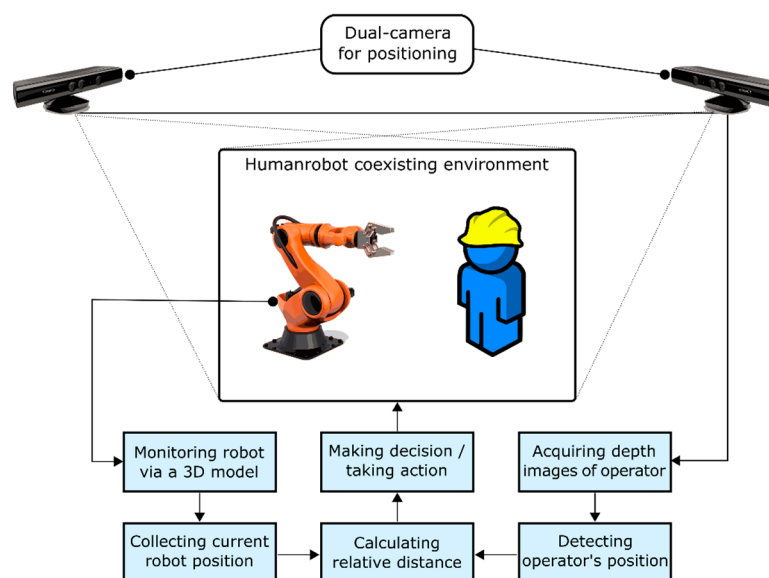 Dual-camera
for positioning
Humanrobot coexisting environment
Monitoring robot
via a 3D model
Making decision /
taking action
Acquiring depth
images of operator
Collecting current
robot position
Calculating
relative distance
Detecting
operator's position